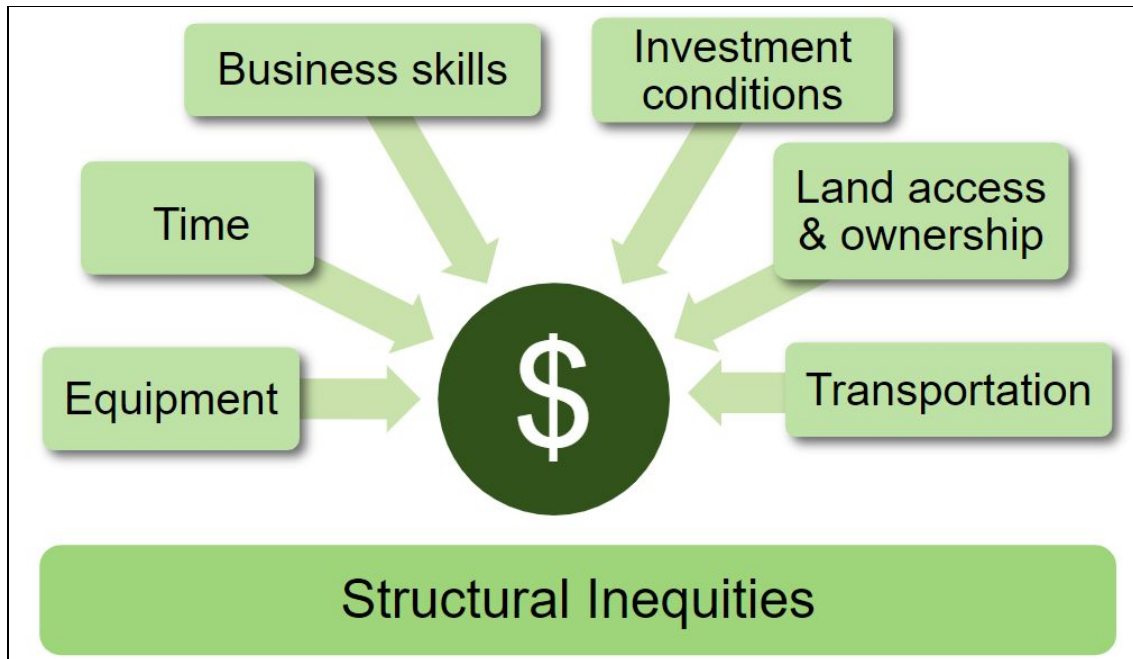 Business skills
Investment
conditions
Time
Land access
& ownership
Equipment
$
Transportation
Structural Inequities